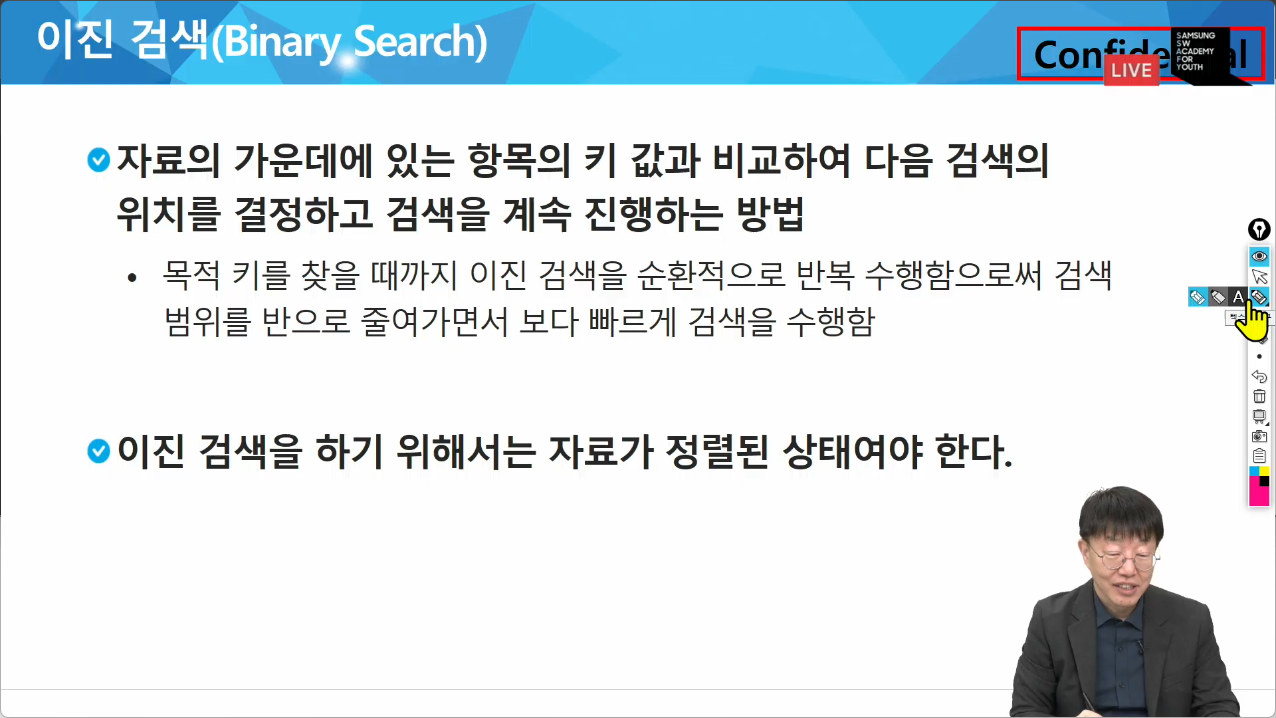 이진 검색(Binary Search)
SAMSUNG
SW
ACADEMY
FOR
YOUTH
LIVE
자료의 가운데에 있는 항목의 키 값과 비교하여 다음 검색의
위치를 결정하고 검색을 계속 진행하는 방법
• 목적 키를 찾을 때까지 이진 검색을 순환적으로 반복 수행함으로써 검색
범위를 반으로 줄여가면서 보다 빠르게 검색을 수행함
A
이진 검색을 하기 위해서는 자료가 정렬된 상태여야 한다.